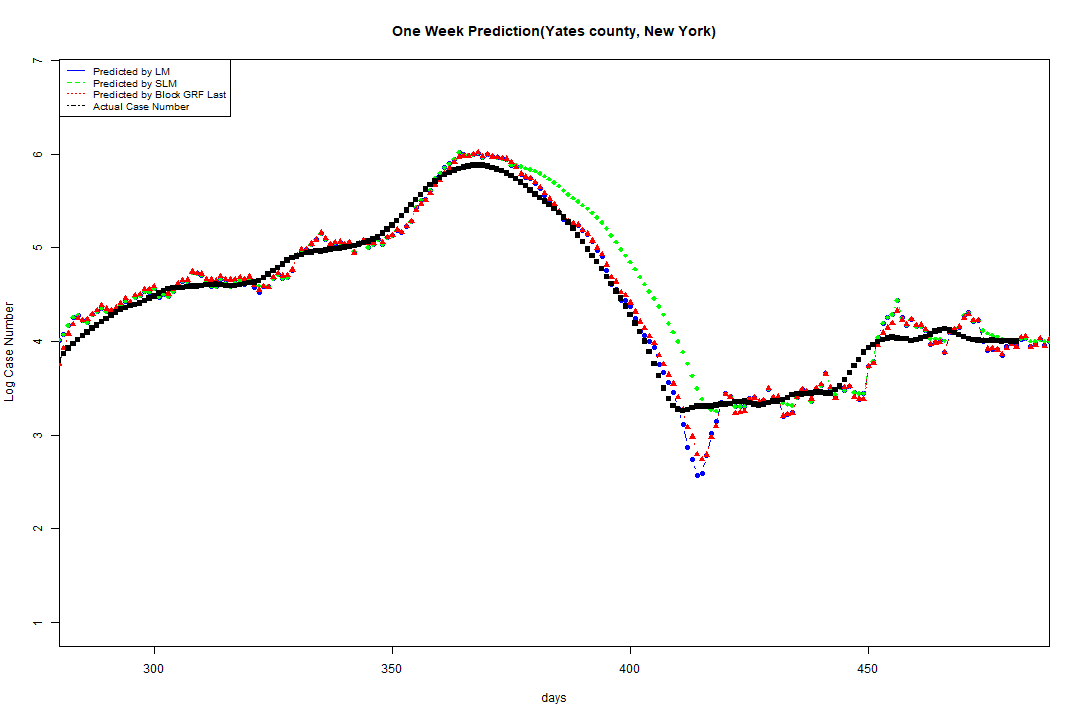 One Week Prediction(Yates county, New York)
Predicted by LM
Predicted by SLM
Predicted by Block GRF Last
Actual Case Number
7
6
5
4
3
2
1
Log Case Number
300 350 400 450
days